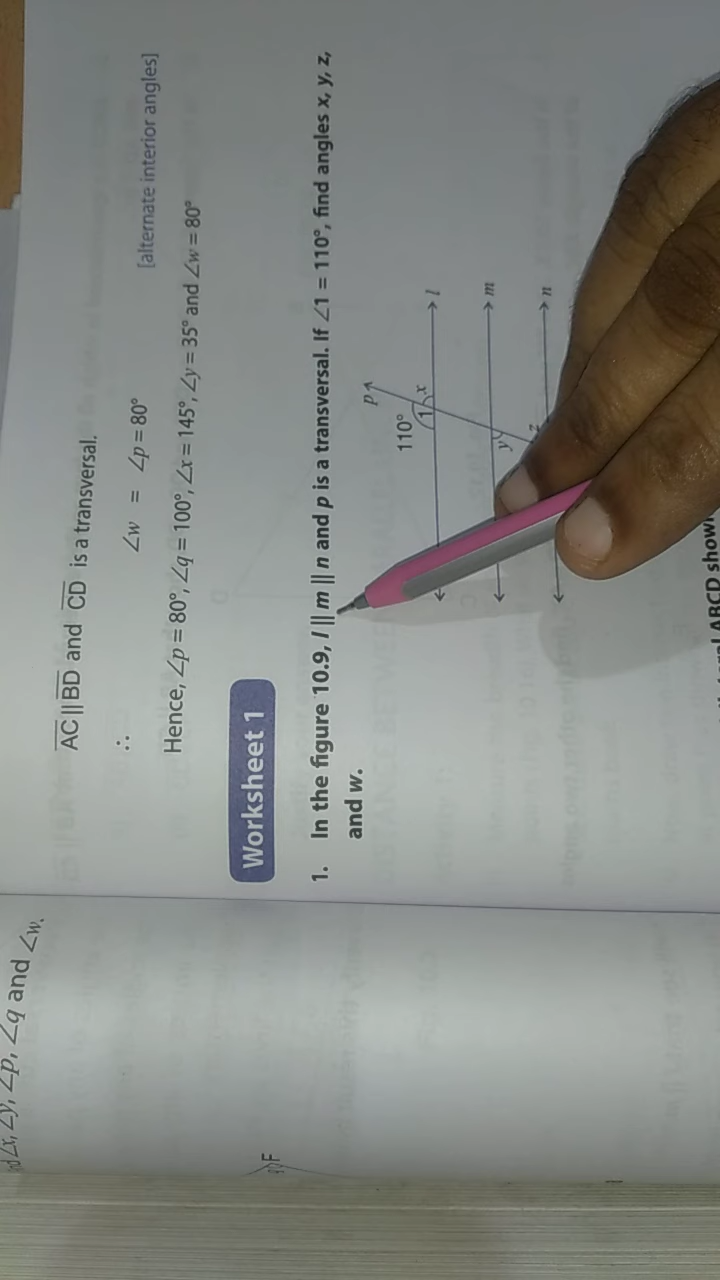 AC || BD and CD is a transversal.
[alternate interior angles]
∴ ∠w = ∠p = 80°
Hence, ∠p = 80°, ∠q = 100°, ∠x = 145°, ∠y = 35° and ∠w = 80°
Worksheet 1
1. In the figure 10.9, l || m || n and p is a transversal. If ∠1 = 110°, find angles x, y, z,
and w.
p
110°
1 x
l
y
m
z
n
ABCD
∠x, ∠y, ∠p, ∠q and ∠w.
F